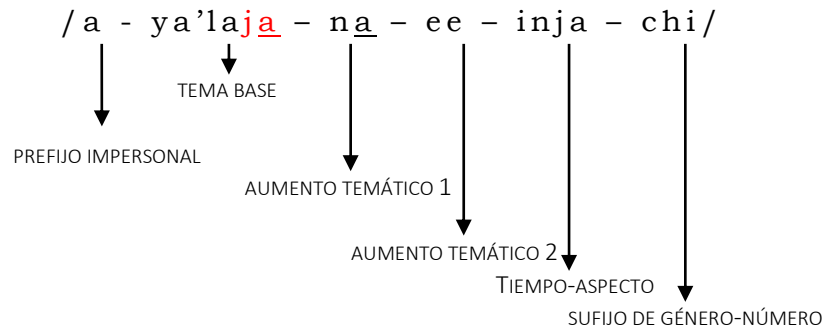 /a - ya’laja̲ – na̲ – ee – inja – chi/
TEMA BASE
PREFIJO IMPERSONAL
AUMENTO TEMÁTICO 1
AUMENTO TEMÁTICO 2
TIEMPO-ASPECTO
SUFIJO DE GÉNERO-NÚMERO